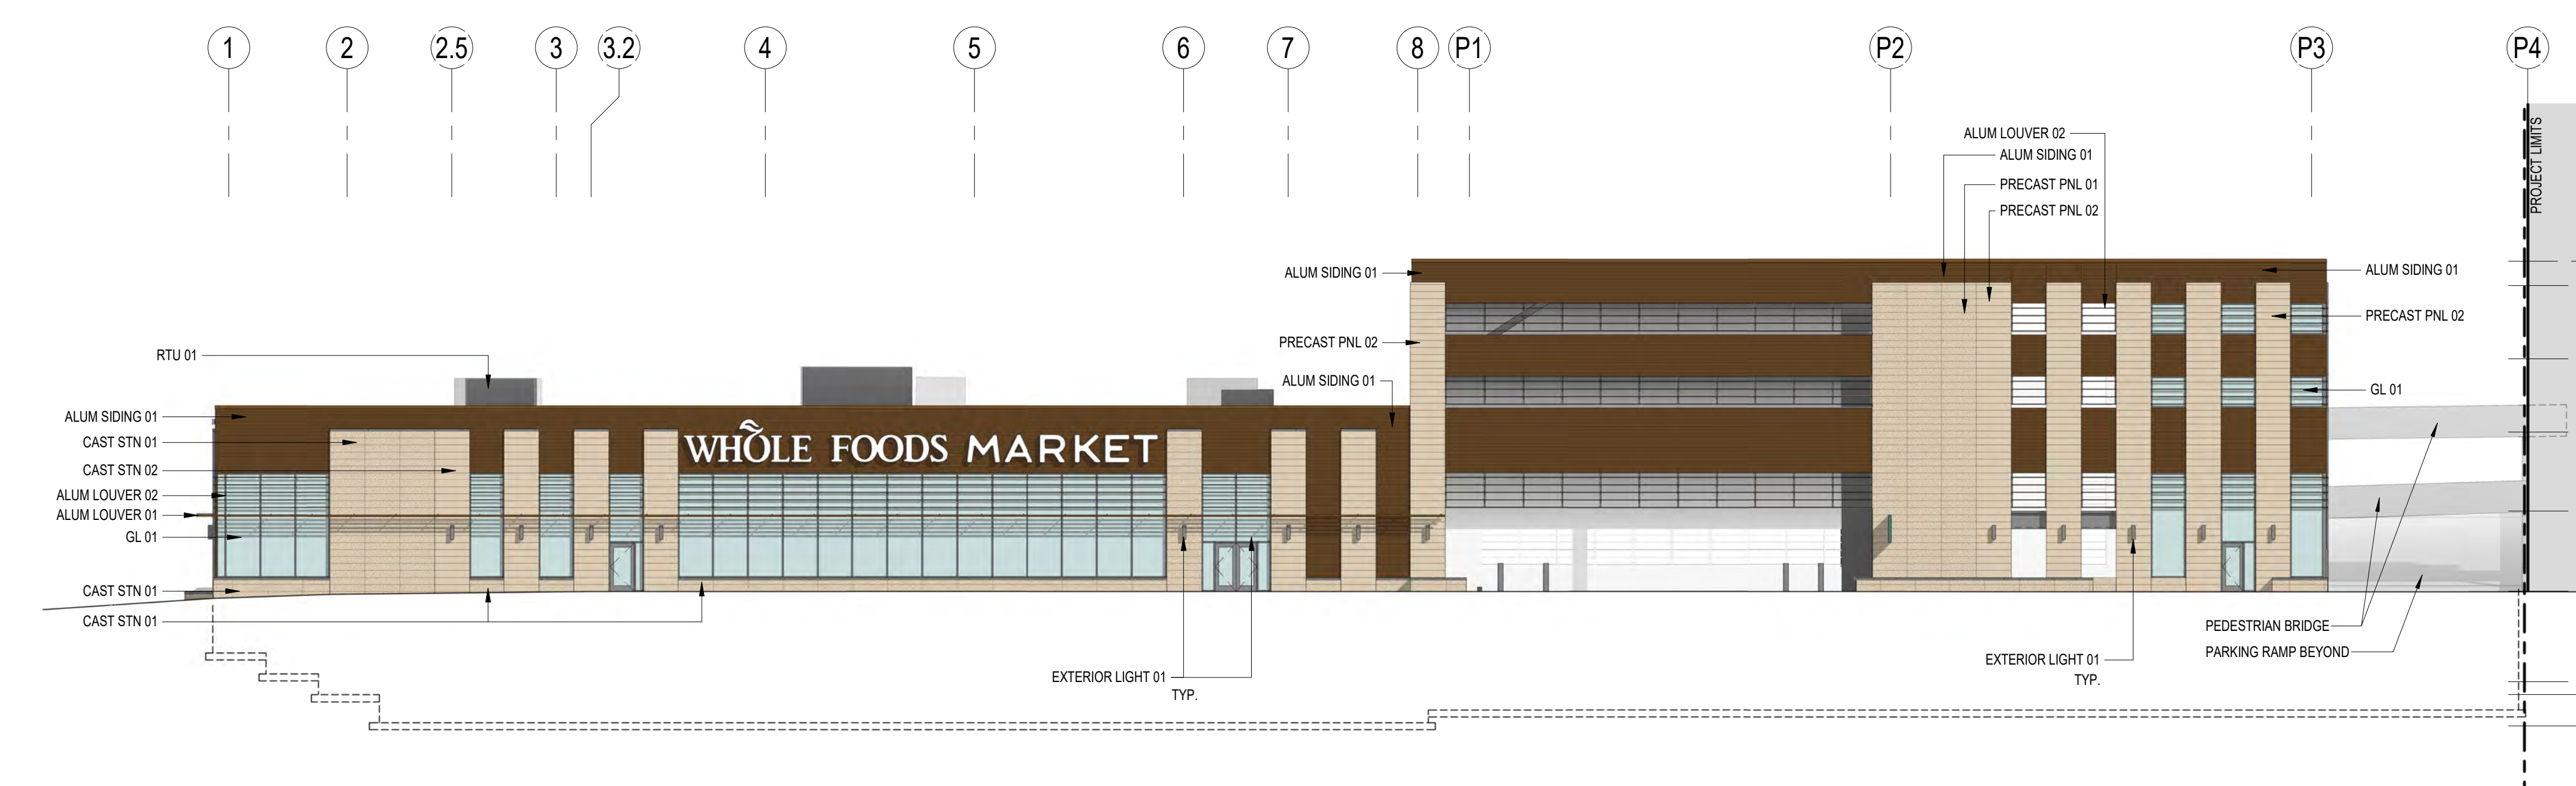 1 2 2.5 3 3.2 4 5 6 7 8 P1 P2 P3 P4
PROJECT LIMITS
ALUM LOUVER 02
ALUM SIDING 01
PRECAST PNL 01
PRECAST PNL 02
ALUM SIDING 01
ALUM SIDING 01
PRECAST PNL 02
PRECAST PNL 02
RTU 01
ALUM SIDING 01
GL 01
ALUM SIDING 01
CAST STN 01
WHOLE FOODS MARKET
CAST STN 02
ALUM LOUVER 02
ALUM LOUVER 01
GL 01
CAST STN 01
CAST STN 01
PEDESTRIAN BRIDGE
PARKING RAMP BEYOND
EXTERIOR LIGHT 01
TYP.
EXTERIOR LIGHT 01
TYP.